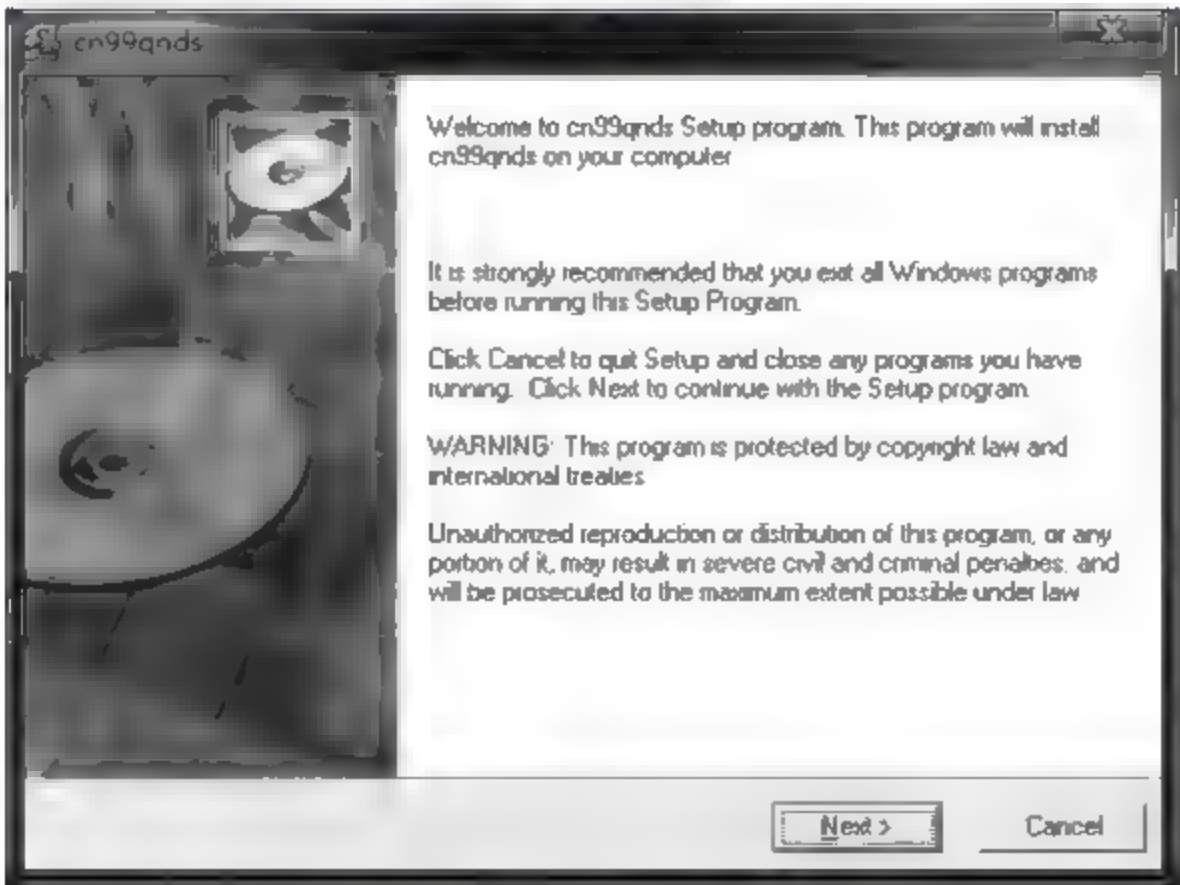 cn99qnds
Welcome to cn99qnds Setup program. This program will install
cn99qnds on your computer
It is strongly recommended that you exit all Windows programs
before running this Setup Program.
Click Cancel to quit Setup and close any programs you have
running. Click Next to continue with the Setup program.
WARNING: This program is protected by copyright law and
international treaties
Unauthorized reproduction or distribution of this program, or any
portion of it, may result in severe civil and criminal penalties, and
will be prosecuted to the maximum extent possible under law
Next >
Cancel